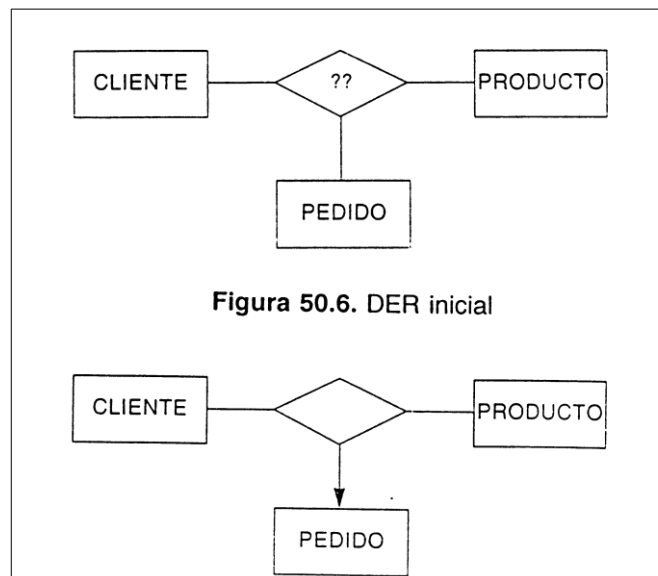 CLIENTE ?? PRODUCTO
PEDIDO
Figura 50.6. DER inicial
CLIENTE PRODUCTO
PEDIDO